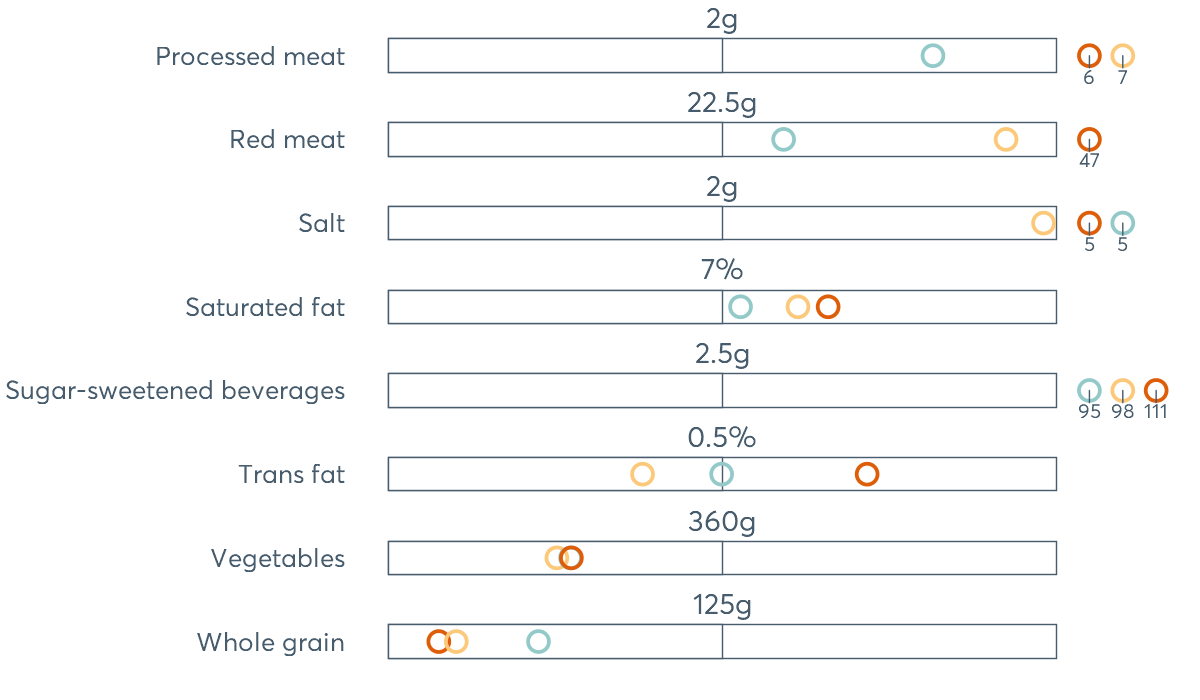 2g
Processed meat
6 7
22.5g
Red meat
47
2g
Salt
5 5
7%
Saturated fat
2.5g
Sugar-sweetened beverages
95 98 111
0.5%
Trans fat
360g
Vegetables
125g
Whole grain